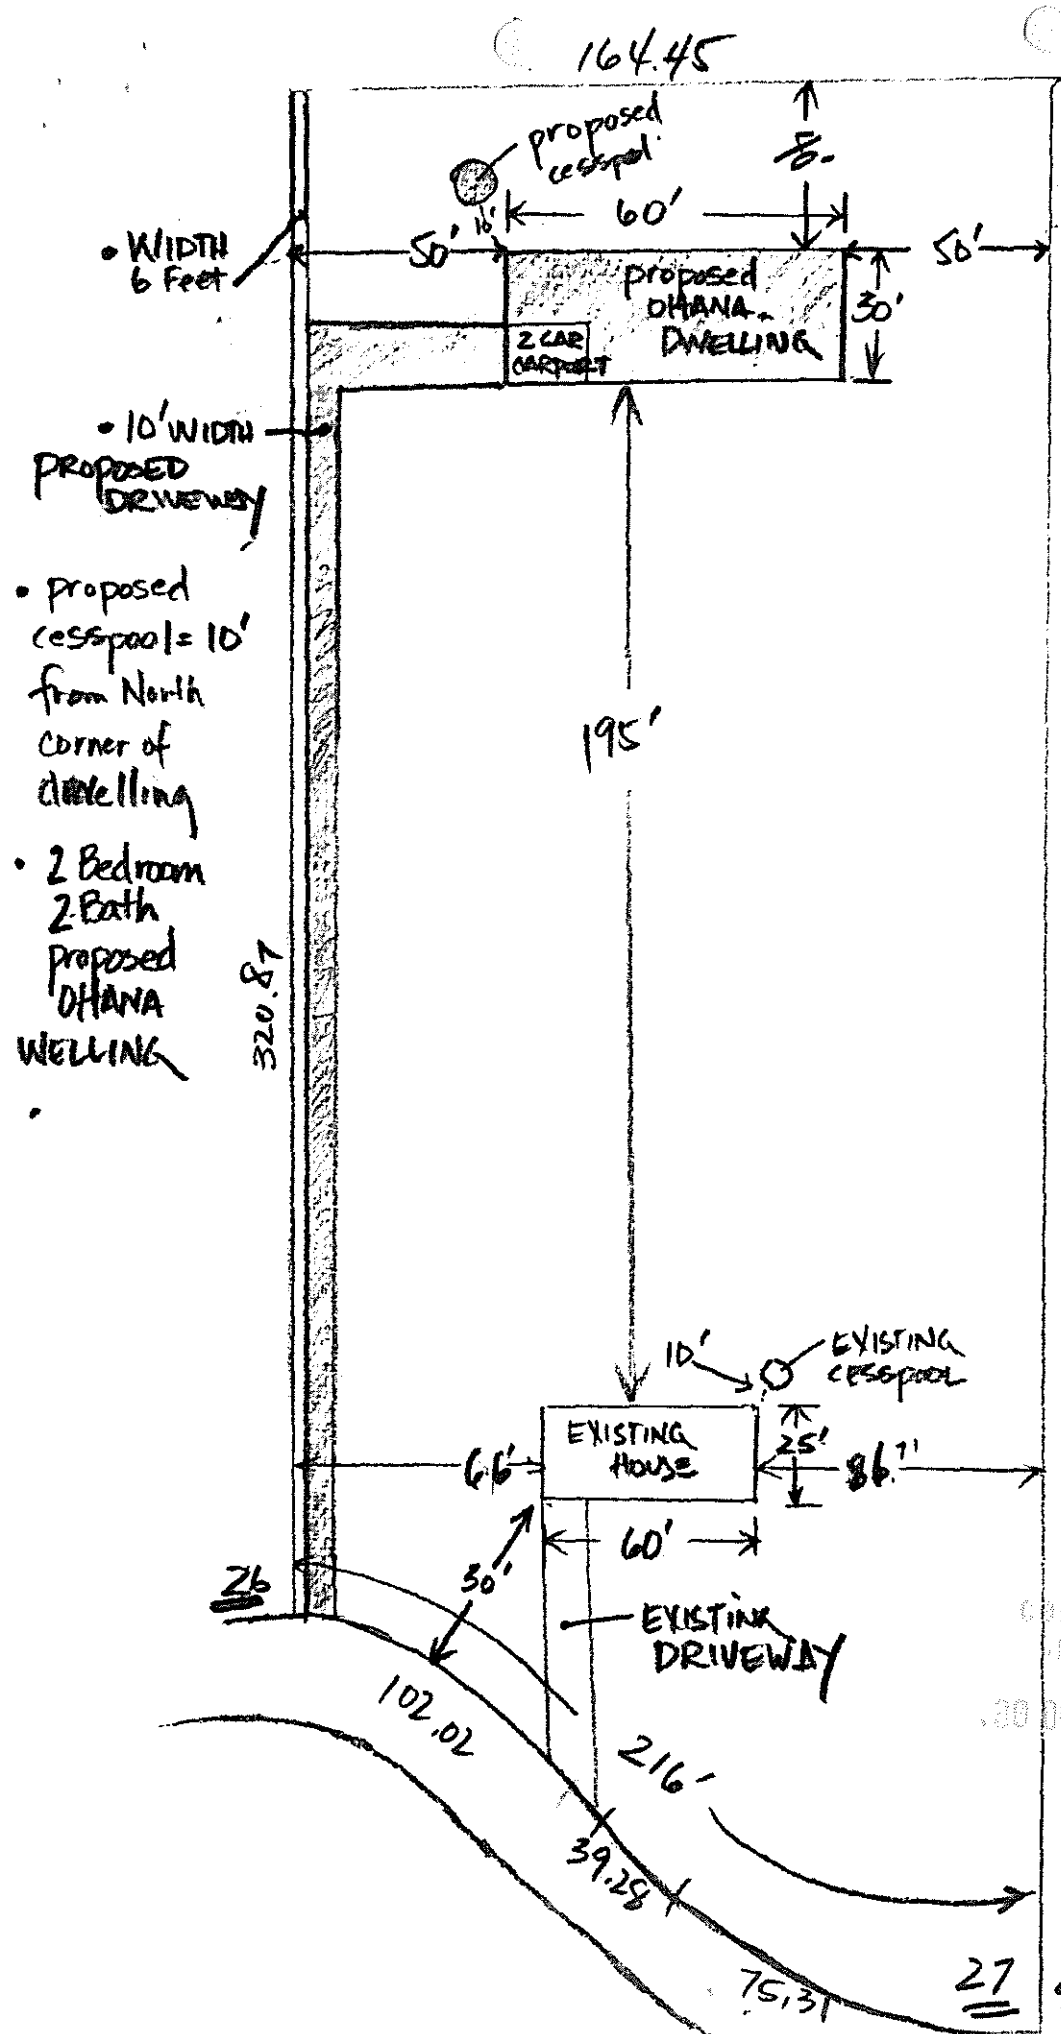 164.45
proposed
cesspol
60'
10'
50'
50'
• WIDTH
6 Feet
proposed
OHANA
DWELLING
30'
2 CAR
CARPORT
• 10' WIDTH
PROPOSED
DRIVEWAY
• proposed
cesspool = 10'
from North
corner of
dwelling
195'
• 2 Bedroom
2 Bath
proposed
OHANA
WELLING
320.87
10'
EXISTING
CESSPOOL
EXISTING
HOUSE
25'
66'
86'
60'
30'
26
EXISTING
DRIVEWAY
102.02
216'
39.28
75.31
27